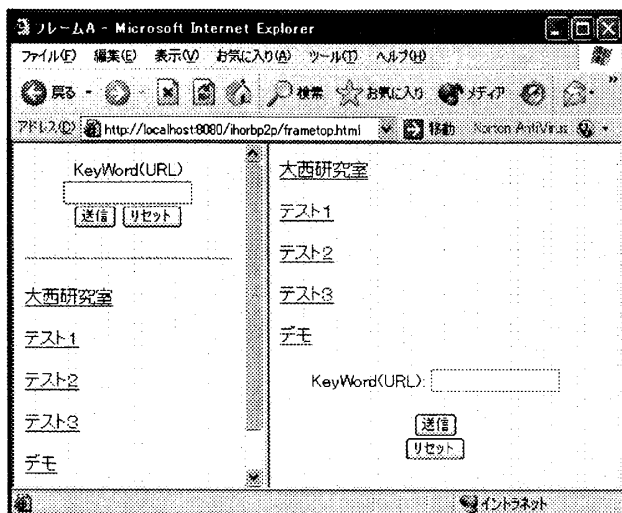 フレームA - Microsoft Internet Explorer
ファイル(F) 編集(E) 表示(V) お気に入り(A) ツール(T) ヘルプ(H)
戻る 検索 お気に入り メディア »
アドレス(D) http://localhost:8080/ihorbp2p/frametop.html 移動 Norton AntiVirus
KeyWord(URL)
送信 リセット
大西研究室
テスト1
テスト2
テスト3
デモ
大西研究室
テスト1
テスト2
テスト3
デモ
KeyWord(URL):
送信
リセット
イントラネット